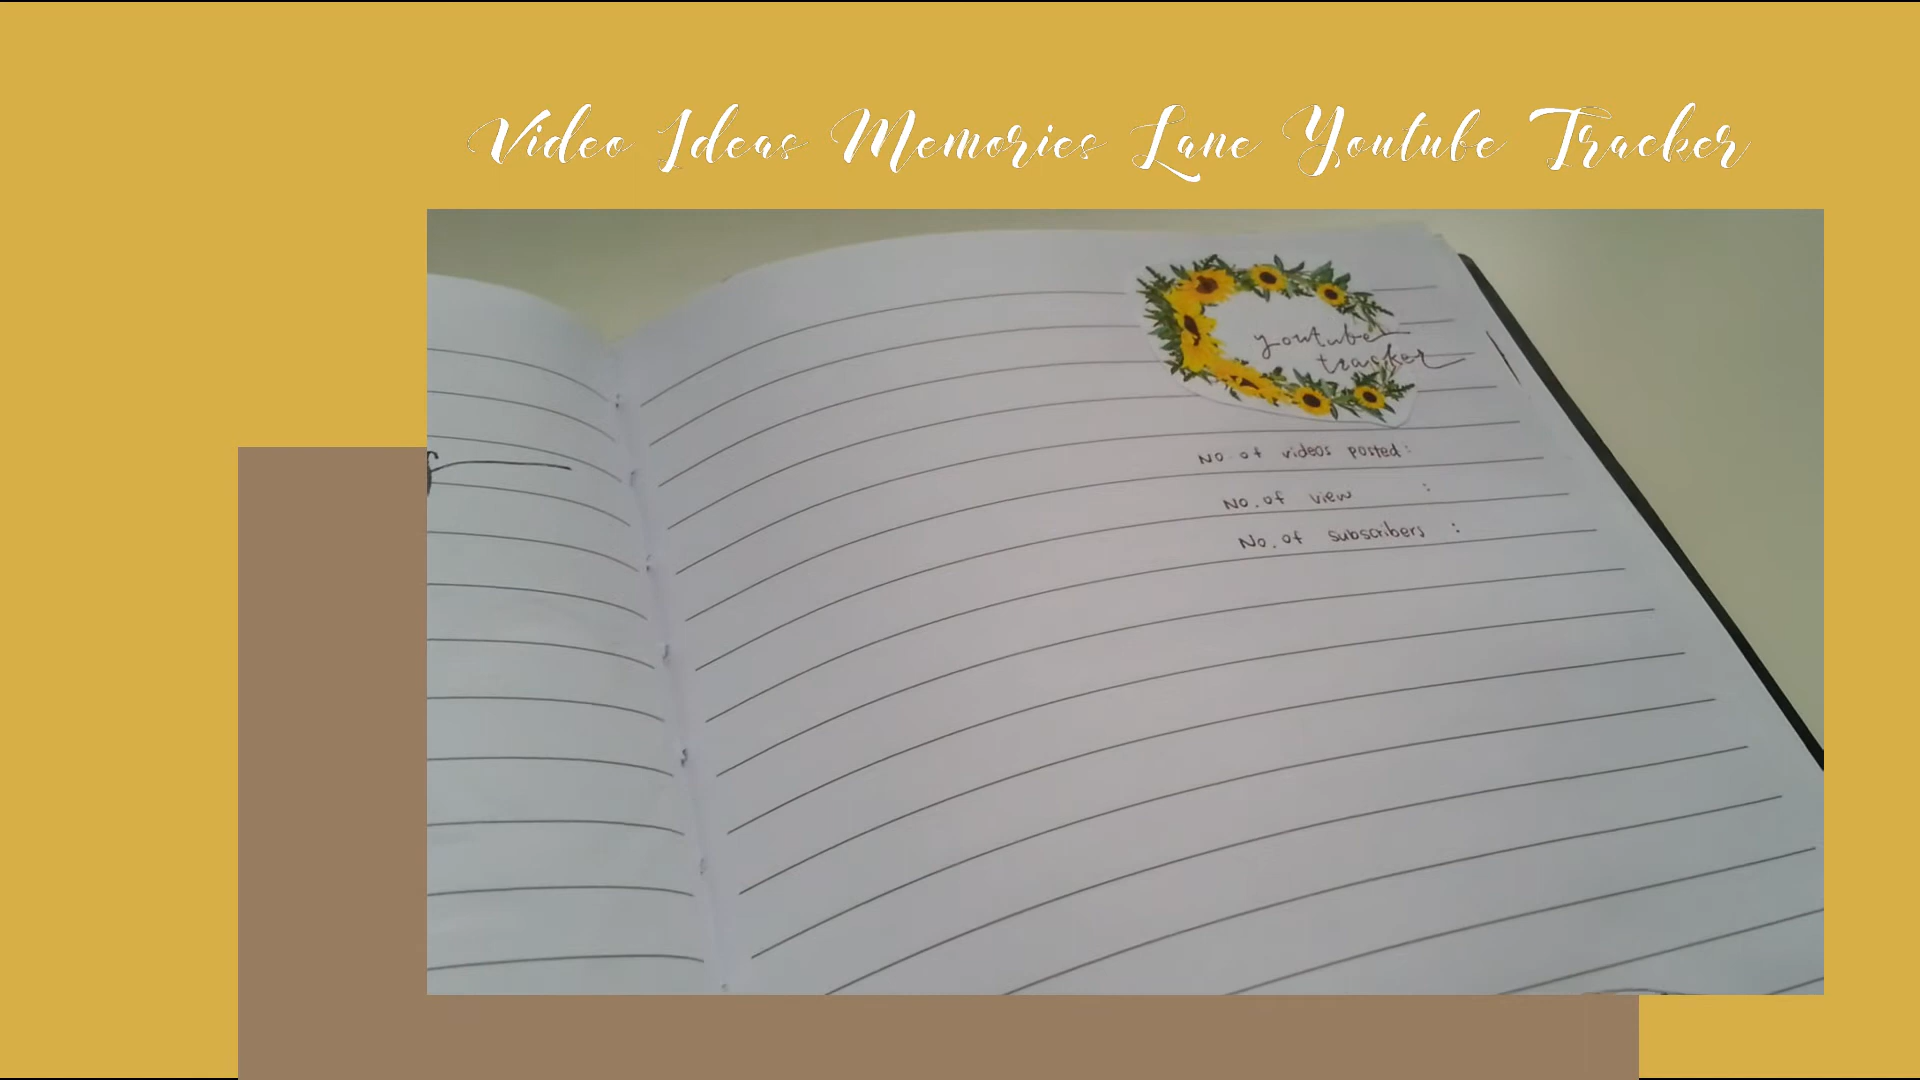 Video Ideas Memories Lane Youtube Tracker
youtube
tracker
No of videos posted:
No. of view :
No. of subscribers :